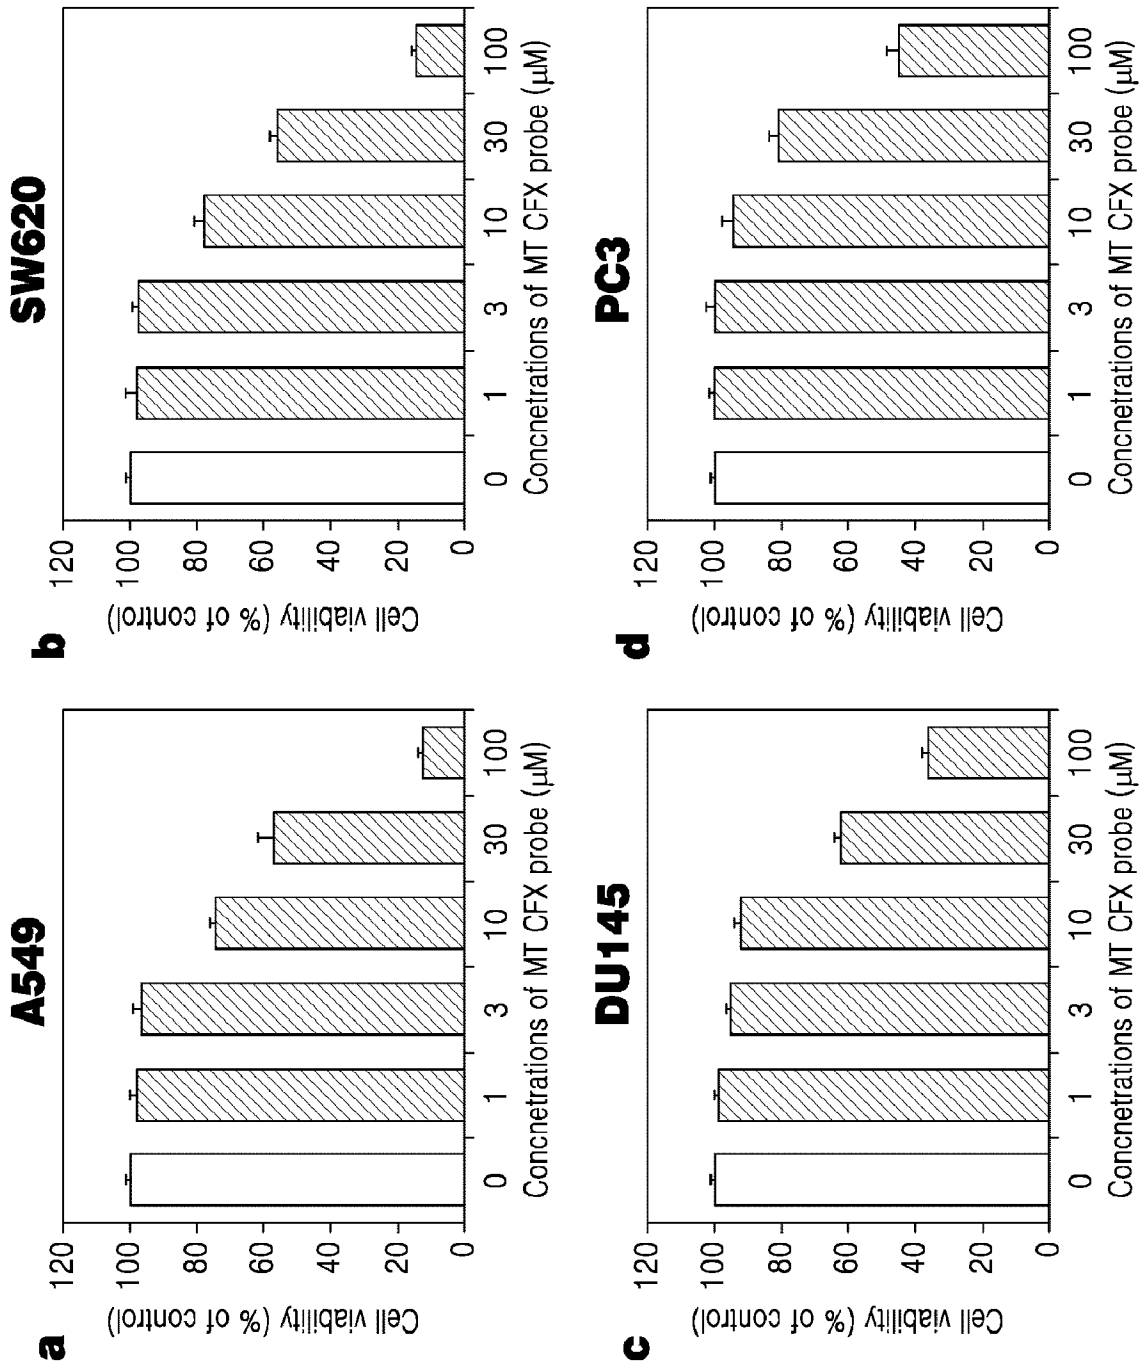 a
A549
Cell viability (% of control)
120
100
80
60
40
20
0
0 1 3 10 30 100
Concnetrations of MT CFX probe (μM)
b
SW620
Cell viability (% of control)
120
100
80
60
40
20
0
0 1 3 10 30 100
Concnetrations of MT CFX probe (μM)
c
DU145
Cell viability (% of control)
120
100
80
60
40
20
0
0 1 3 10 30 100
Concnetrations of MT CFX probe (μM)
d
PC3
Cell viability (% of control)
120
100
80
60
40
20
0
0 1 3 10 30 100
Concnetrations of MT CFX probe (μM)